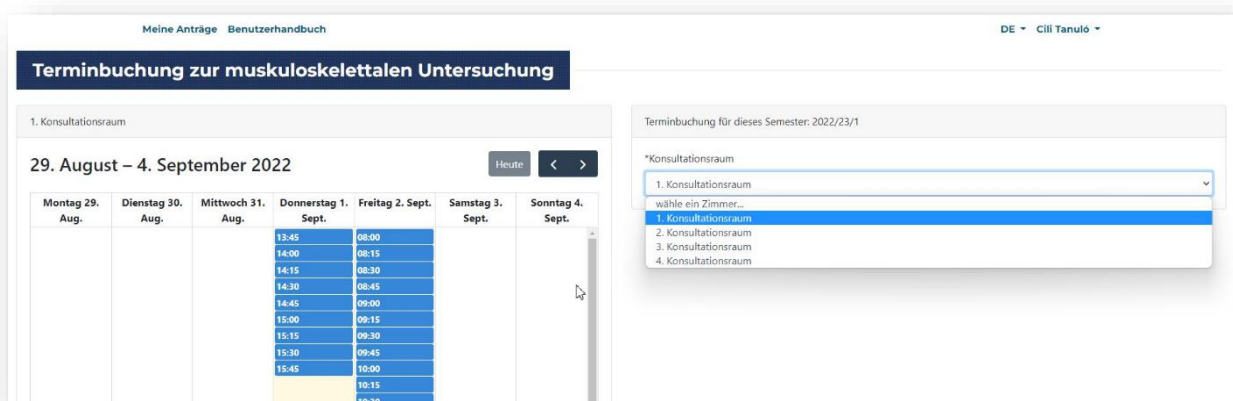 Meine Anträge Benutzerhandbuch DE Cili Tanuló
Terminbuchung zur muskuloskelettalen Untersuchung
1. Konsultationsraum
29. August – 4. September 2022
Heute
Montag 29. Aug.
Dienstag 30. Aug.
Mittwoch 31. Aug.
Donnerstag 1. Sept.
Freitag 2. Sept.
Samstag 3. Sept.
Sonntag 4. Sept.
13:45 08:00
14:00 08:15
14:15 08:30
14:30 08:45
14:45 09:00
15:00 09:15
15:15 09:30
15:30 09:45
15:45 10:00
10:15
10:30
Terminbuchung für dieses Semester: 2022/23/1
*Konsultationsraum
1. Konsultationsraum
wähle ein Zimmer...
1. Konsultationsraum
2. Konsultationsraum
3. Konsultationsraum
4. Konsultationsraum